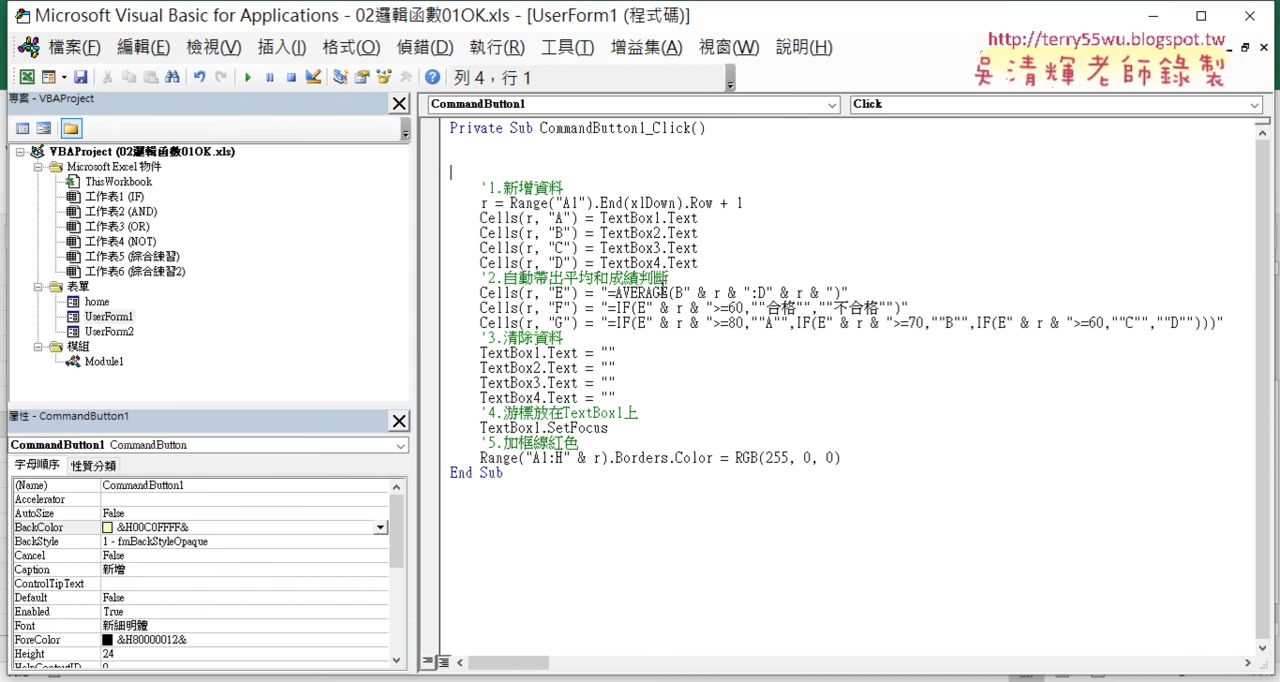 Microsoft Visual Basic for Applications - 02邏輯函數01OK.xls - [UserForm1 (程式碼)]
檔案(F) 編輯(E) 檢視(V) 插入(I) 格式(O) 偵錯(D) 執行(R) 工具(T) 增益集(A) 視窗(W) 說明(H)
http://terry55wu.blogspot.tw
吳清輝老師錄製
列 4，行 1
專案 - VBAProject
VBAProject (02邏輯函數01OK.xls)
Microsoft Excel 物件
ThisWorkbook
工作表1 (IF)
工作表2 (AND)
工作表3 (OR)
工作表4 (NOT)
工作表5 (綜合練習)
工作表6 (綜合練習2)
表單
home
UserForm1
UserForm2
模組
Module1
屬性 - CommandButton1
CommandButton1 CommandButton
字母順序 性質分類
(Name) CommandButton1
Accelerator
AutoSize False
BackColor &H00C0FFFF&
BackStyle 1 - fmBackStyleOpaque
Cancel False
Caption 新增
ControlTipText
Default False
Enabled True
Font 新細明體
ForeColor &H80000012&
Height 24
HelpContextID 0
CommandButton1 Click
Private Sub CommandButton1_Click()
'1.新增資料
r = Range("A1").End(xlDown).Row + 1
Cells(r, "A") = TextBox1.Text
Cells(r, "B") = TextBox2.Text
Cells(r, "C") = TextBox3.Text
Cells(r, "D") = TextBox4.Text
'2.自動帶出平均和成績判斷
Cells(r, "E") = "=AVERAGE(B" & r & ":D" & r & ")"
Cells(r, "F") = "=IF(E" & r & ">=60,""合格"",""不合格"")"
Cells(r, "G") = "=IF(E" & r & ">=80,""A"",IF(E" & r & ">=70,""B"",IF(E" & r & ">=60,""C"",""D"")))"
'3.清除資料
TextBox1.Text = ""
TextBox2.Text = ""
TextBox3.Text = ""
TextBox4.Text = ""
'4.游標放在TextBox1上
TextBox1.SetFocus
'5.加框線紅色
Range("A1:H" & r).Borders.Color = RGB(255, 0, 0)
End Sub